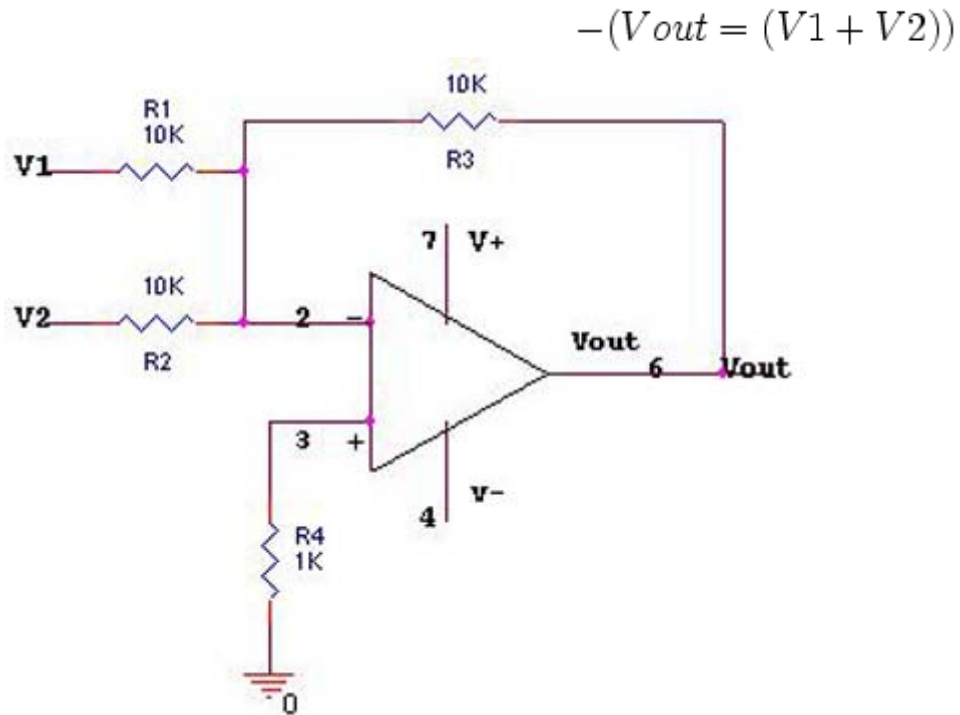 −(Vout = (V1 + V2))
10K
R3
R1
10K
V1
10K
V2
R2
2
−
7
V+
Vout
6
Vout
3
+
4
v-
R4
1K
0